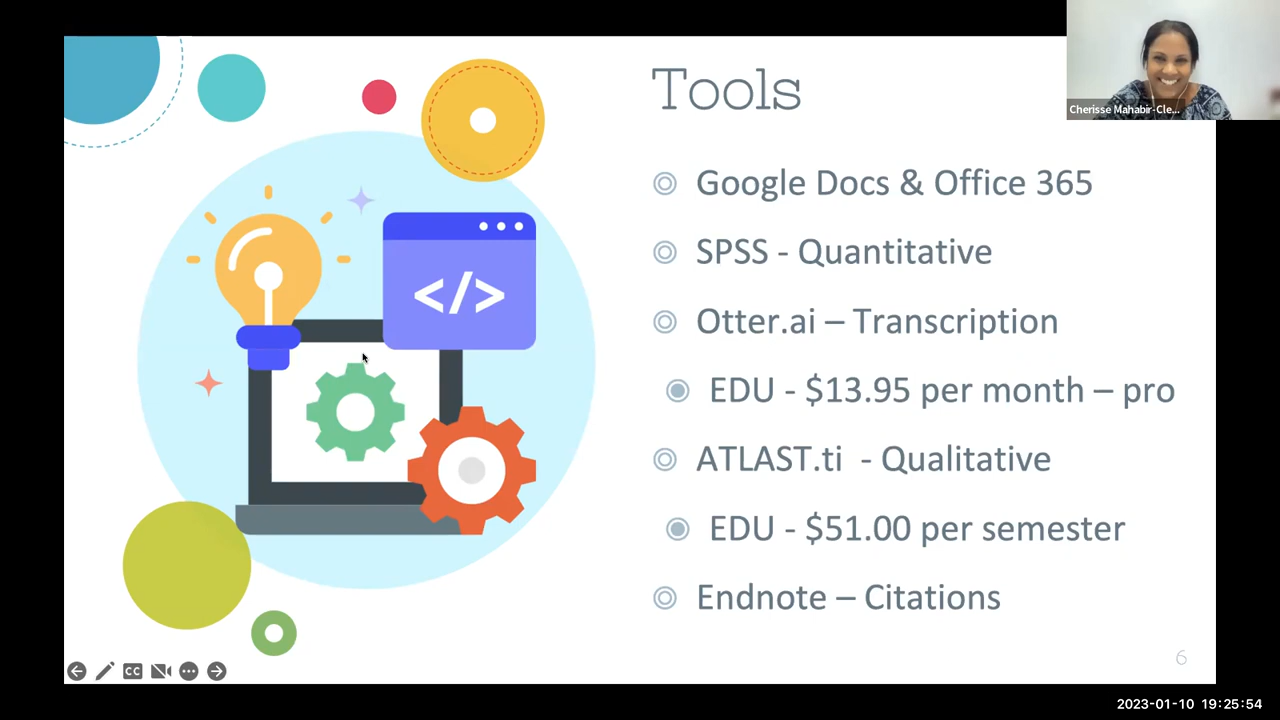 Tools
Cherisse Mahabir-Cle...
Google Docs & Office 365
SPSS - Quantitative
Otter.ai – Transcription
EDU - $13.95 per month – pro
ATLAST.ti - Qualitative
EDU - $51.00 per semester
Endnote – Citations
</>
6
CC
2023-01-10 19:25:54